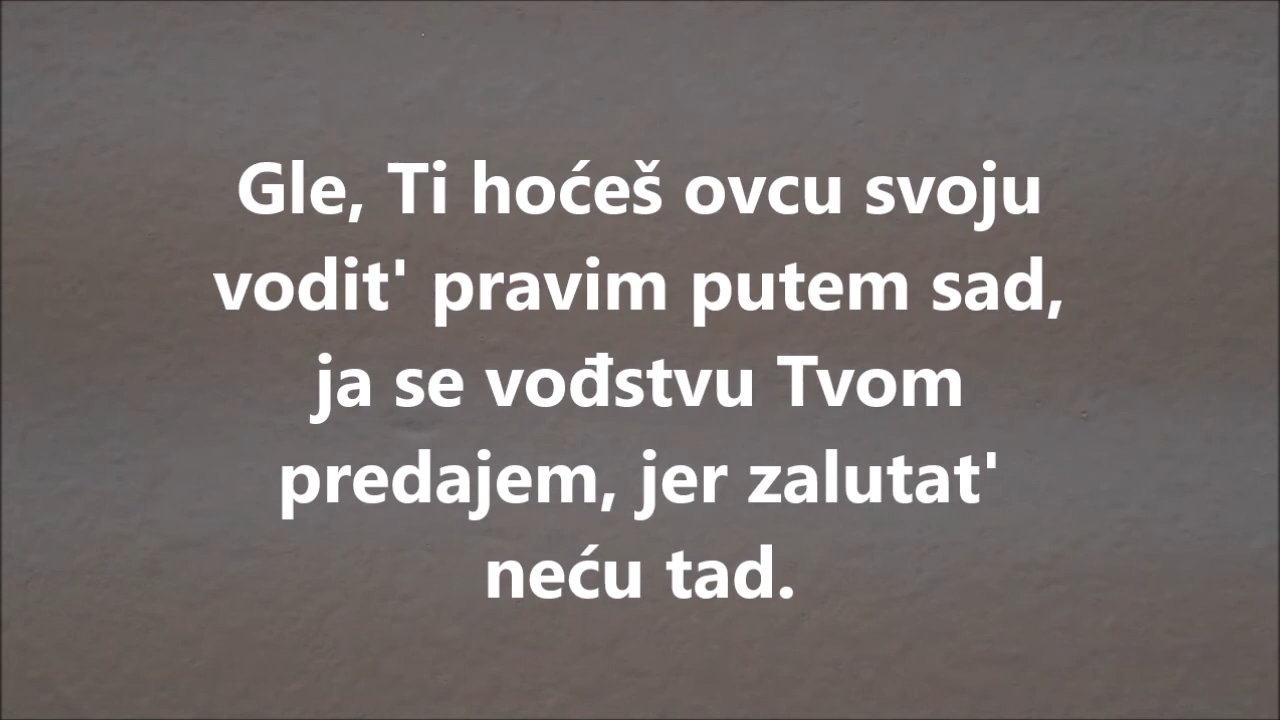 Gle, Ti hoćeš ovcu svoju
vodit' pravim putem sad,
ja se vođstvu Tvom
predajem, jer zalutat'
neću tad.